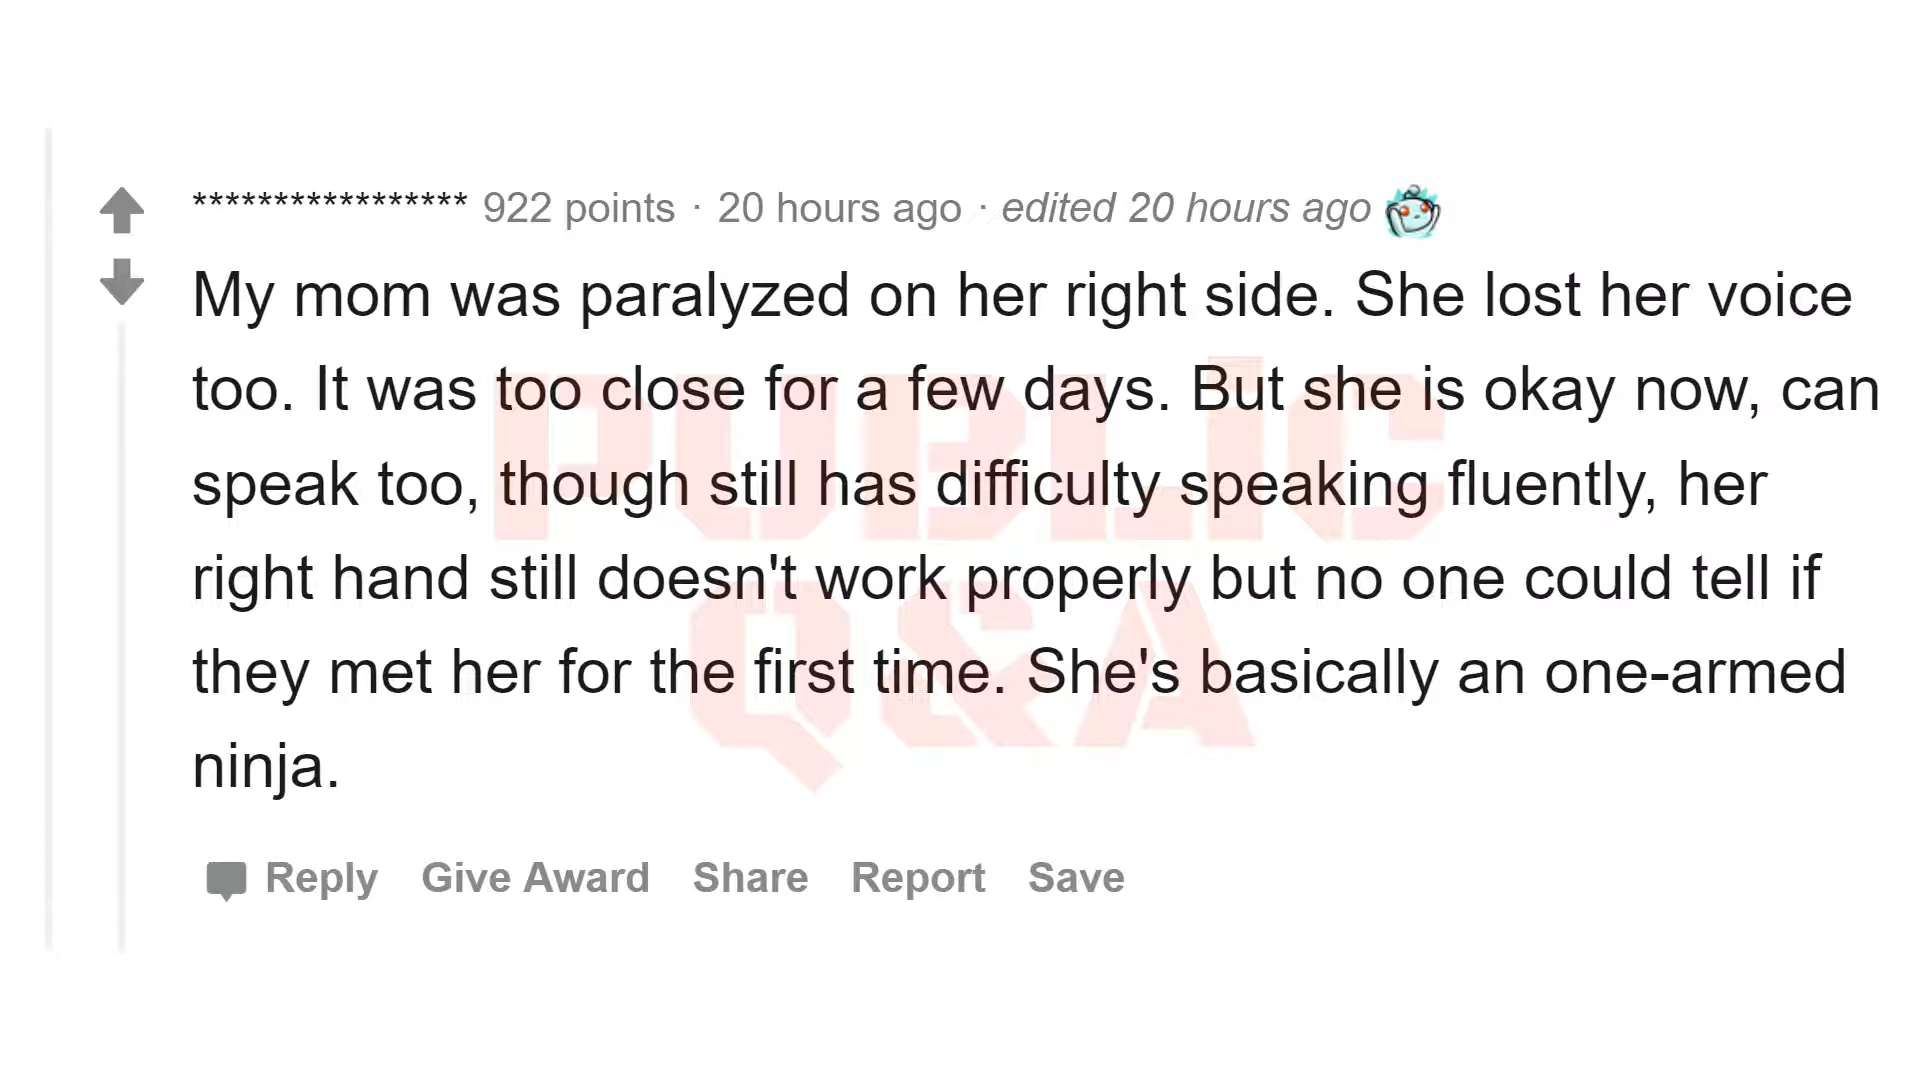 ***************** 922 points · 20 hours ago · edited 20 hours ago
My mom was paralyzed on her right side. She lost her voice
too. It was too close for a few days. But she is okay now, can
speak too, though still has difficulty speaking fluently, her
right hand still doesn't work properly but no one could tell if
they met her for the first time. She's basically an one-armed
ninja.
Reply Give Award Share Report Save
PUBLIC
Q&A